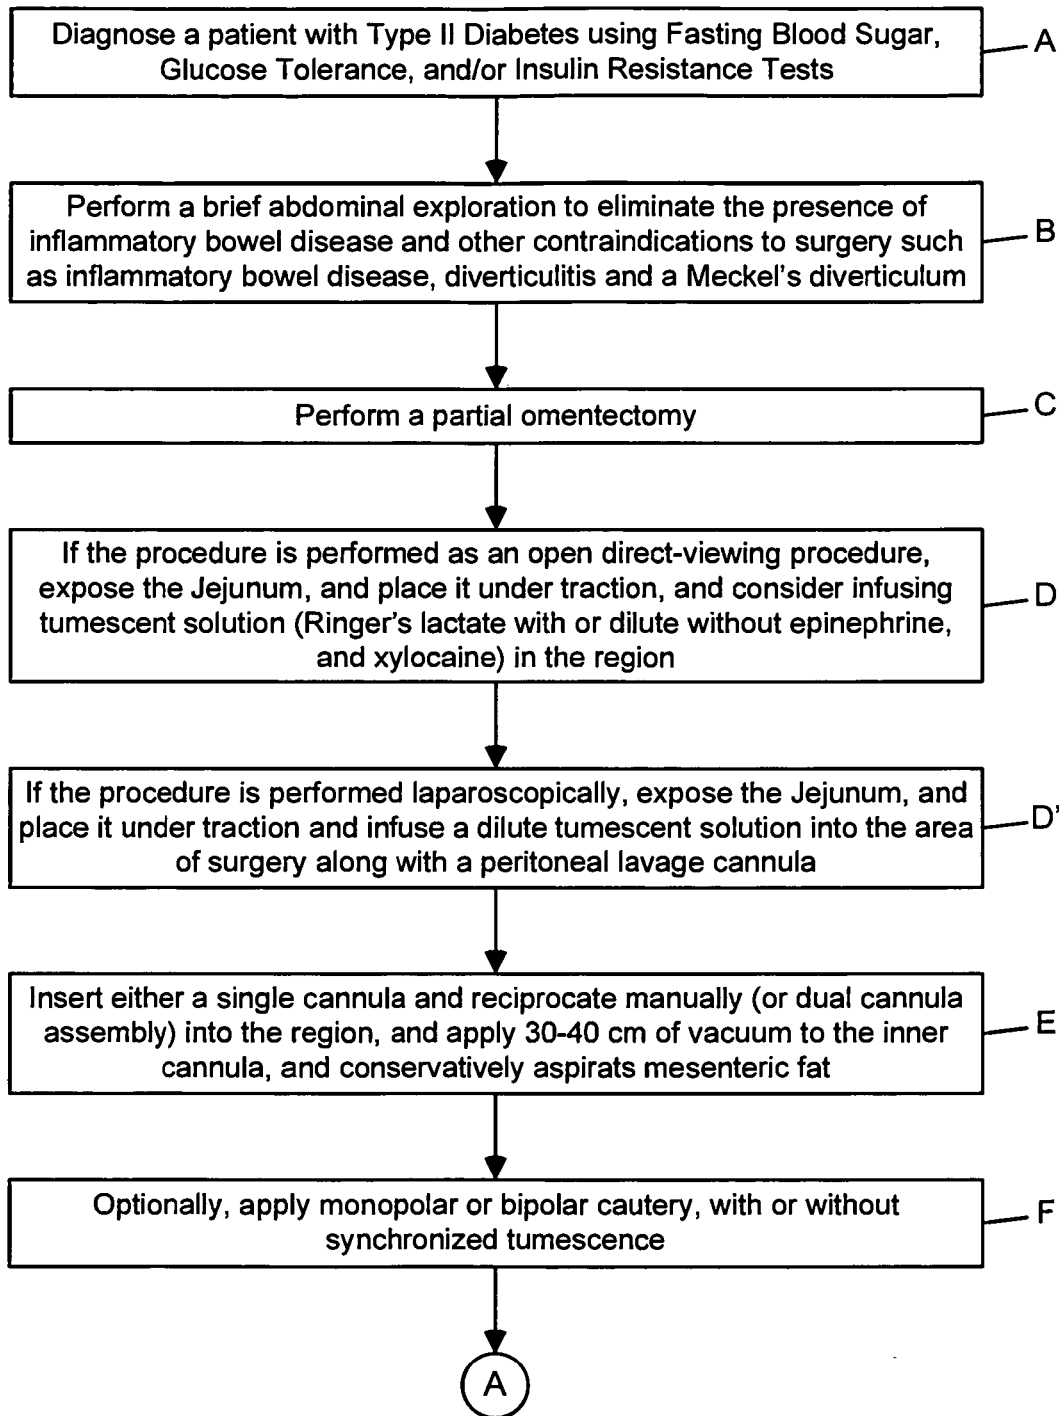 Diagnose a patient with Type II Diabetes using Fasting Blood Sugar,
Glucose Tolerance, and/or Insulin Resistance Tests
A
Perform a brief abdominal exploration to eliminate the presence of
inflammatory bowel disease and other contraindications to surgery such
as inflammatory bowel disease, diverticulitis and a Meckel's diverticulum
B
Perform a partial omentectomy
C
If the procedure is performed as an open direct-viewing procedure,
expose the Jejunum, and place it under traction, and consider infusing
tumescent solution (Ringer's lactate with or dilute without epinephrine,
and xylocaine) in the region
D
If the procedure is performed laparoscopically, expose the Jejunum, and
place it under traction and infuse a dilute tumescent solution into the area
of surgery along with a peritoneal lavage cannula
D'
Insert either a single cannula and reciprocate manually (or dual cannula
assembly) into the region, and apply 30-40 cm of vacuum to the inner
cannula, and conservatively aspirats mesenteric fat
E
Optionally, apply monopolar or bipolar cautery, with or without
synchronized tumescence
F
A